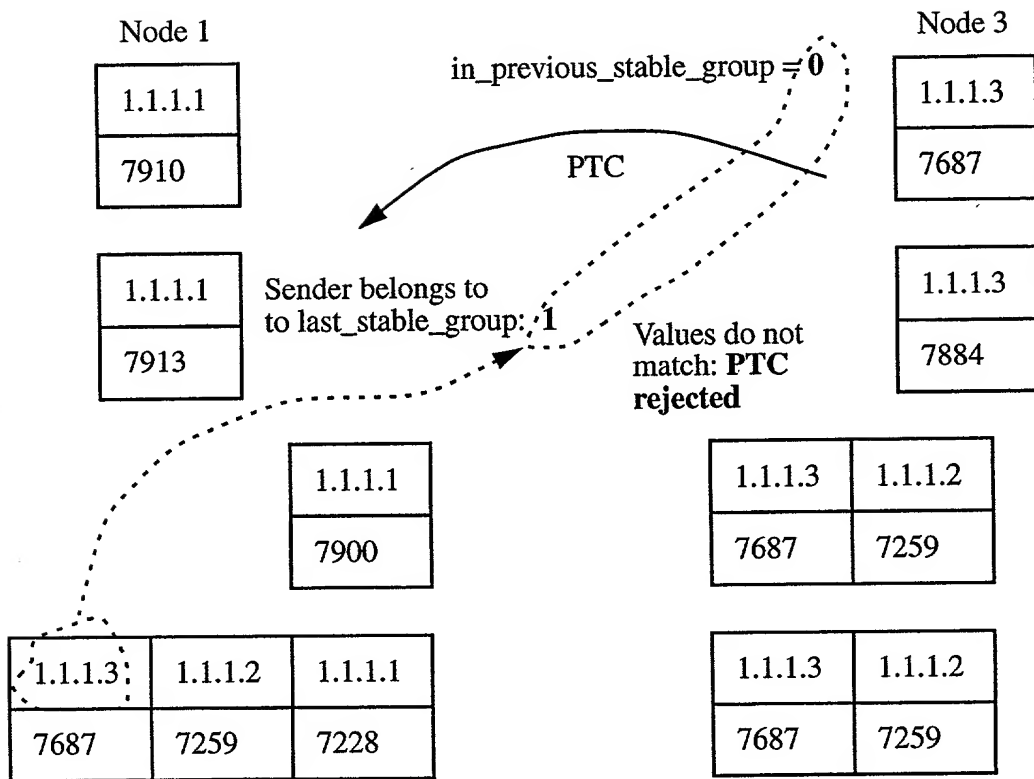 Node 1
Node 3
in_previous_stable_group = 0
1.1.1.1
7910
PTC
1.1.1.3
7687
1.1.1.1
7913
Sender belongs to
to last_stable_group: 1
Values do not
match: PTC
rejected
1.1.1.3
7884
1.1.1.1
7900
1.1.1.3 1.1.1.2
7687 7259
1.1.1.3 1.1.1.2 1.1.1.1
7687 7259 7228
1.1.1.3 1.1.1.2
7687 7259